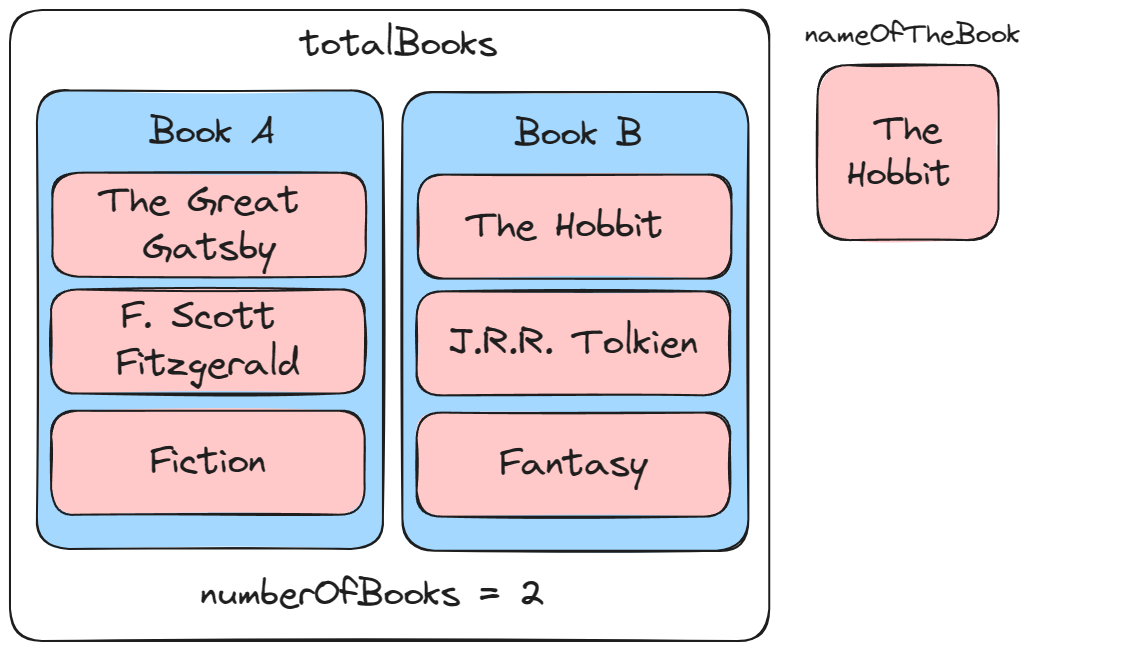 totalBooks
Book A
The Great
Gatsby
F. Scott
Fitzgerald
Fiction
Book B
The Hobbit
J.R.R. Tolkien
Fantasy
numberOfBooks = 2
nameOfTheBook
The
Hobbit